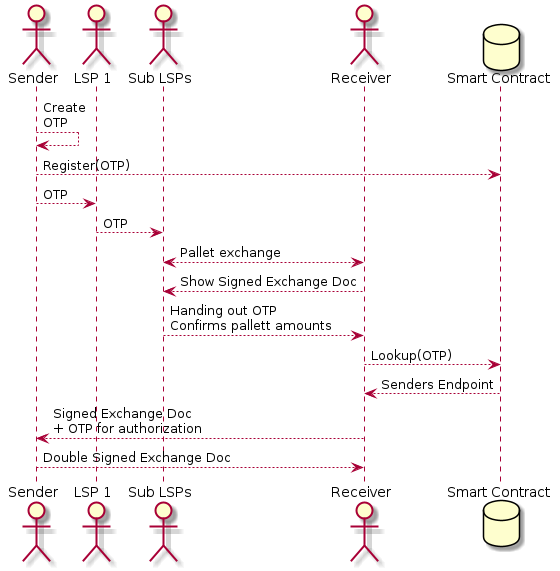 Sender
LSP 1
Sub LSPs
Receiver
Smart Contract
Create
OTP
Register(OTP)
OTP
OTP
Pallet exchange
Show Signed Exchange Doc
Handing out OTP
Confirms pallett amounts
Lookup(OTP)
Senders Endpoint
Signed Exchange Doc
+ OTP for authorization
Double Signed Exchange Doc
Sender
LSP 1
Sub LSPs
Receiver
Smart Contract